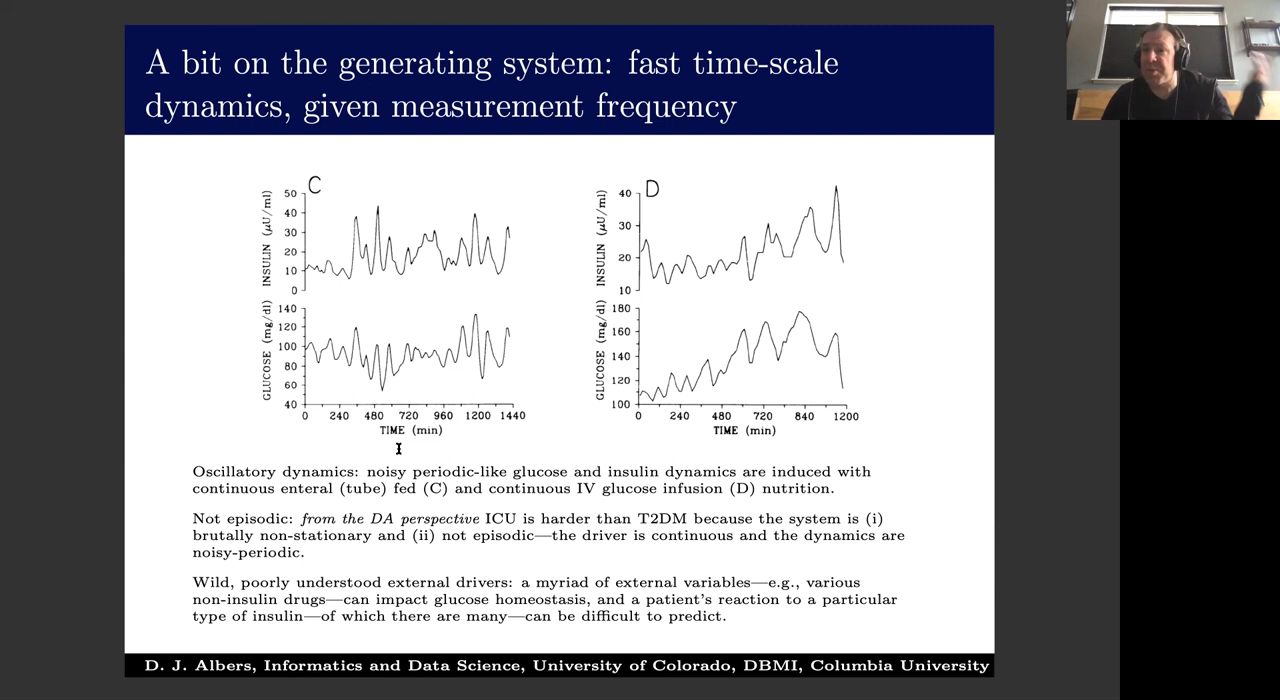 A bit on the generating system: fast time-scale
dynamics, given measurement frequency
C
INSULIN (μU/ml)
50
40
30
20
10
0
GLUCOSE (mg/dl)
140
120
100
80
60
40
0 240 480 720 960 1200 1440
TIME (min)
D
INSULIN (μU/ml)
40
30
20
10
GLUCOSE (mg/dl)
180
160
140
120
100
0 240 480 720 840 1200
TIME (min)
Oscillatory dynamics: noisy periodic-like glucose and insulin dynamics are induced with
continuous enteral (tube) fed (C) and continuous IV glucose infusion (D) nutrition.
Not episodic: from the DA perspective ICU is harder than T2DM because the system is (i)
brutally non-stationary and (ii) not episodic—the driver is continuous and the dynamics are
noisy-periodic.
Wild, poorly understood external drivers: a myriad of external variables—e.g., various
non-insulin drugs—can impact glucose homeostasis, and a patient's reaction to a particular
type of insulin—of which there are many—can be difficult to predict.
D. J. Albers, Informatics and Data Science, University of Colorado, DBMI, Columbia University